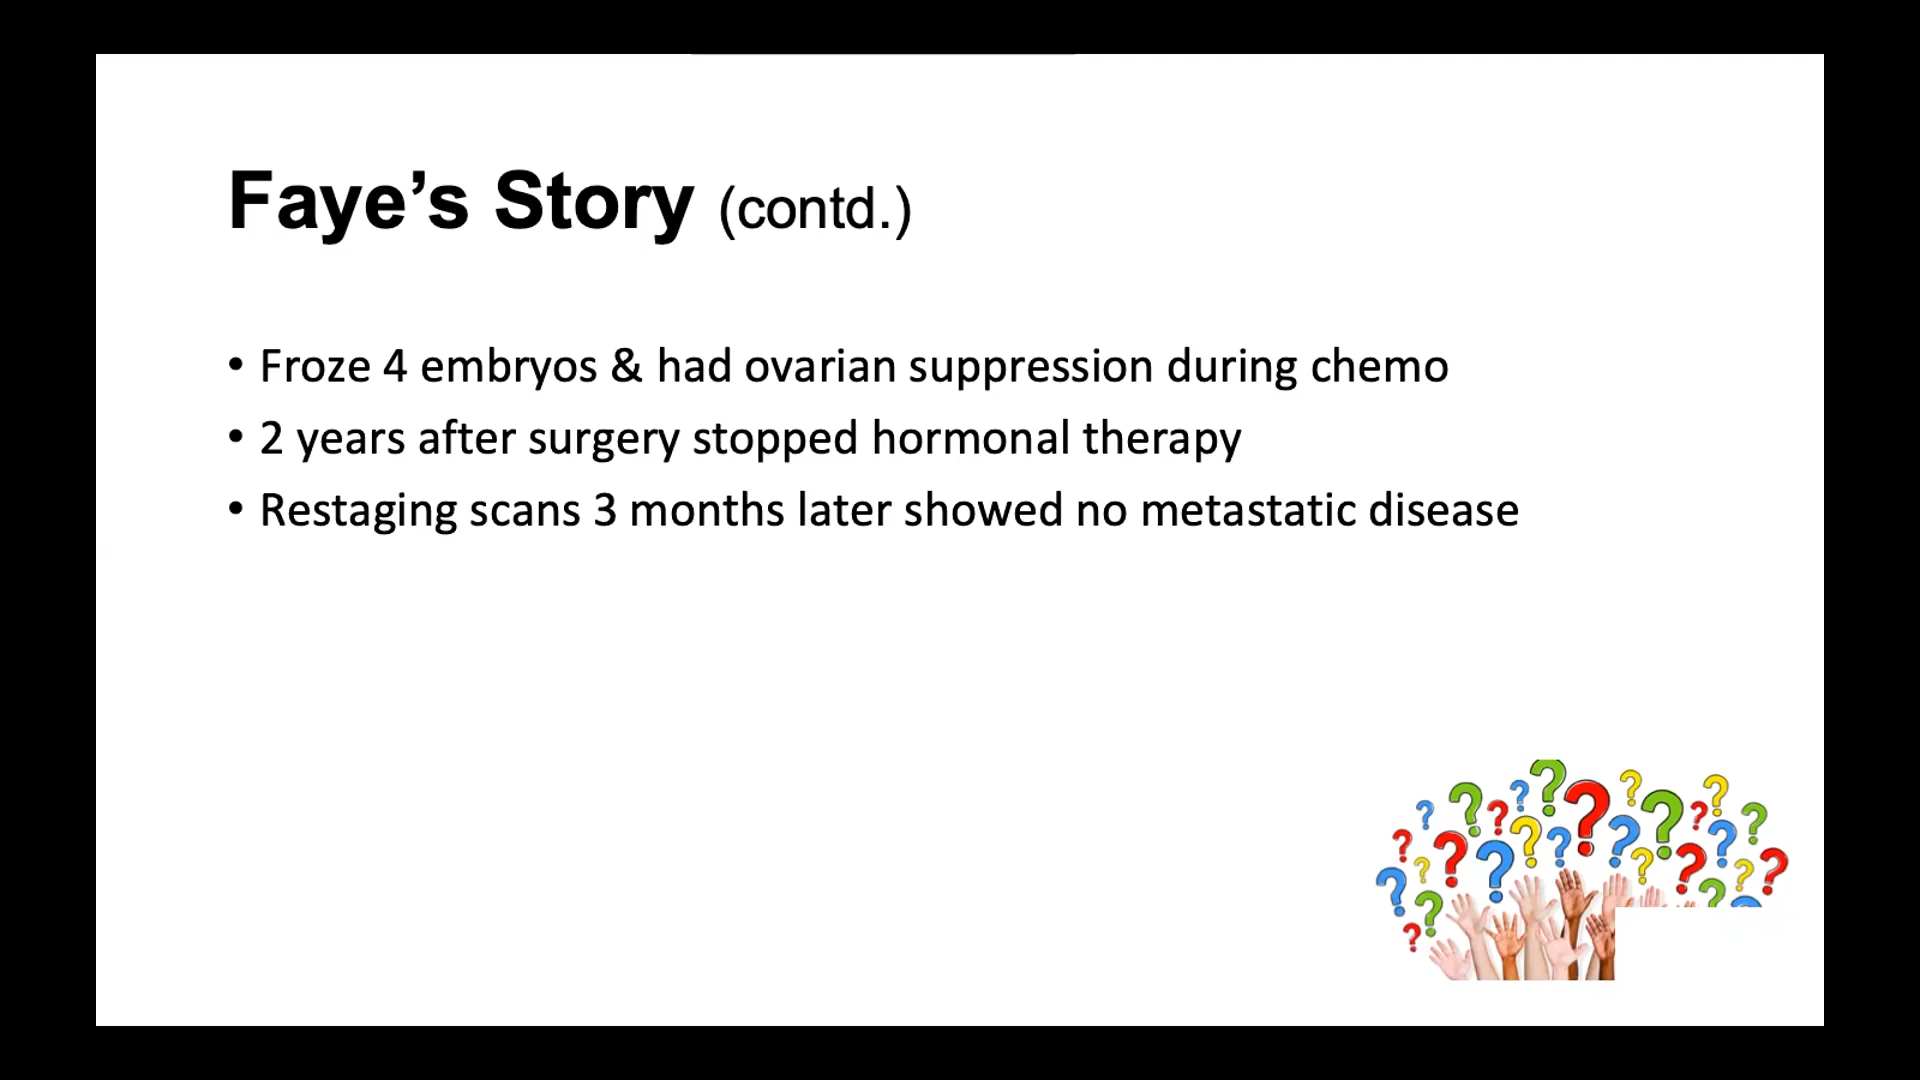 Faye’s Story (contd.)
• Froze 4 embryos & had ovarian suppression during chemo
• 2 years after surgery stopped hormonal therapy
• Restaging scans 3 months later showed no metastatic disease